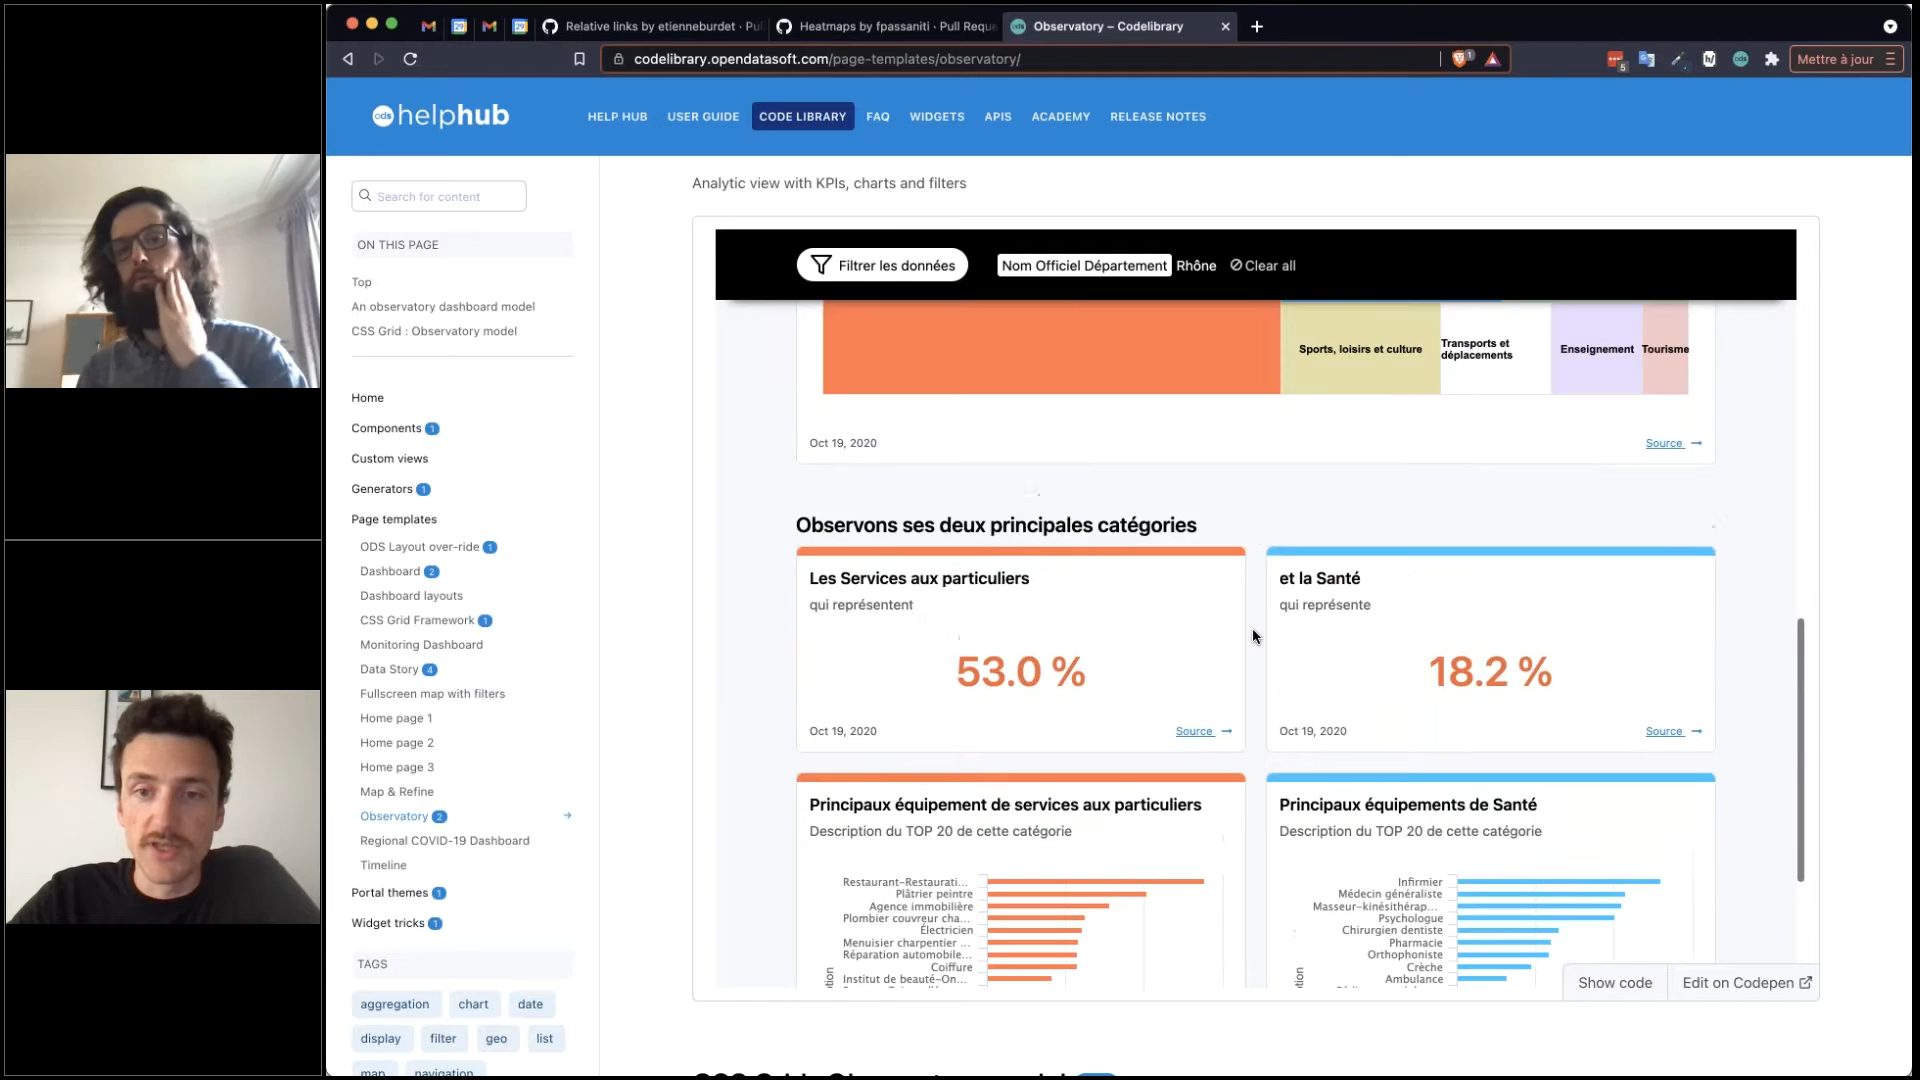 Relative links by etienneburdet · Pu
Heatmaps by fpassaniti · Pull Reque
Observatory – Codelibrary
codelibrary.opendatasoft.com/page-templates/observatory/
Mettre à jour
ods helphub
HELP HUB
USER GUIDE
CODE LIBRARY
FAQ
WIDGETS
APIS
ACADEMY
RELEASE NOTES
Search for content
ON THIS PAGE
Top
An observatory dashboard model
CSS Grid : Observatory model
Home
Components 1
Custom views
Generators 1
Page templates
ODS Layout over-ride 1
Dashboard 2
Dashboard layouts
CSS Grid Framework 1
Monitoring Dashboard
Data Story 4
Fullscreen map with filters
Home page 1
Home page 2
Home page 3
Map & Refine
Observatory 2
Regional COVID-19 Dashboard
Timeline
Portal themes 1
Widget tricks 1
TAGS
aggregation chart date
display filter geo list
map navigation
Analytic view with KPIs, charts and filters
Filtrer les données
Nom Officiel Département Rhône Clear all
Sports, loisirs et culture
Transports et
déplacements
Enseignement
Tourisme
Oct 19, 2020
Source
Observons ses deux principales catégories
Les Services aux particuliers
qui représentent
53.0 %
Oct 19, 2020
Source
et la Santé
qui représente
18.2 %
Oct 19, 2020
Source
Principaux équipement de services aux particuliers
Description du TOP 20 de cette catégorie
Restaurant-Restaurati...
Plâtrier peintre
Agence immobilière
Plombier couvreur cha...
Électricien
Menuisier charpentier ...
Réparation automobile...
Coiffure
Institut de beauté-On...
Principaux équipements de Santé
Description du TOP 20 de cette catégorie
Infirmier
Médecin généraliste
Masseur-kinésithérap...
Psychologue
Chirurgien dentiste
Pharmacie
Orthophoniste
Crèche
Ambulance
Show code
Edit on Codepen